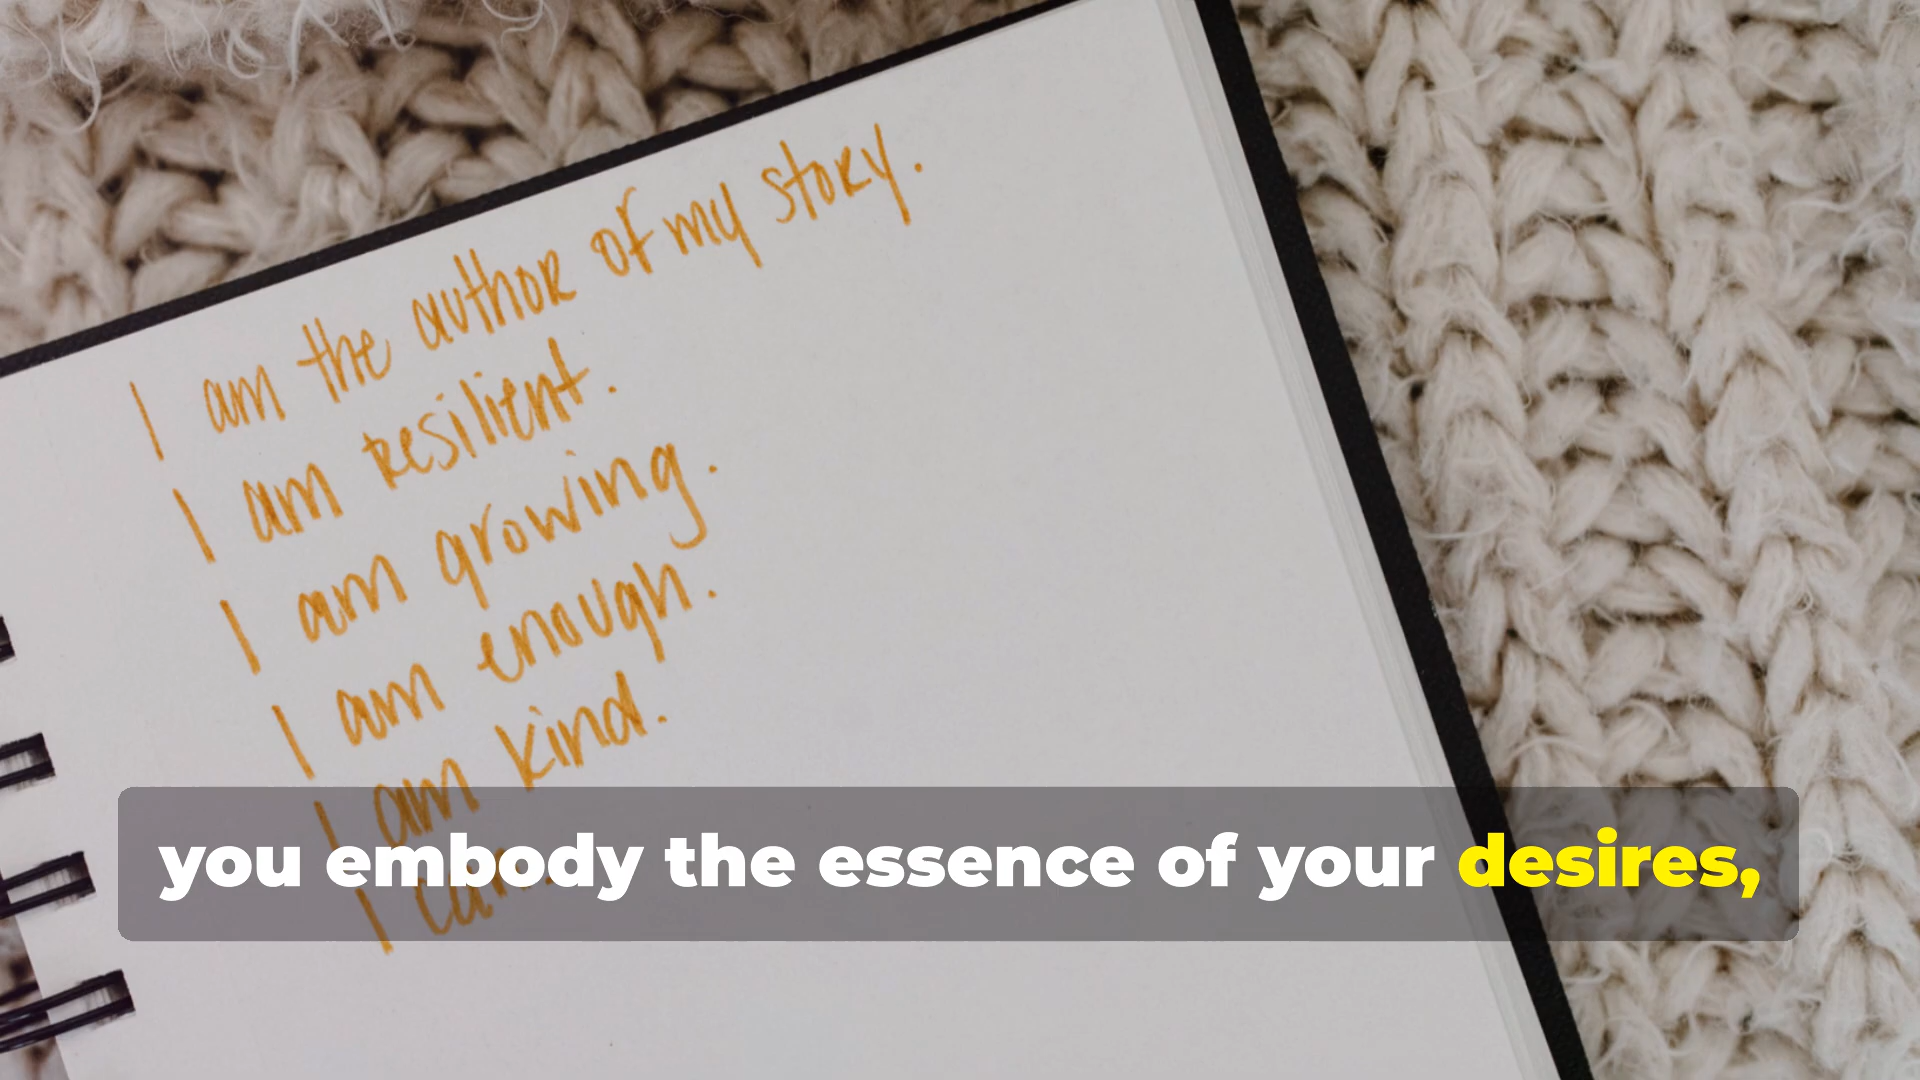 I am the author of my story.
I am resilient.
I am growing.
I am enough.
I am kind.
I can.
you embody the essence of your desires,